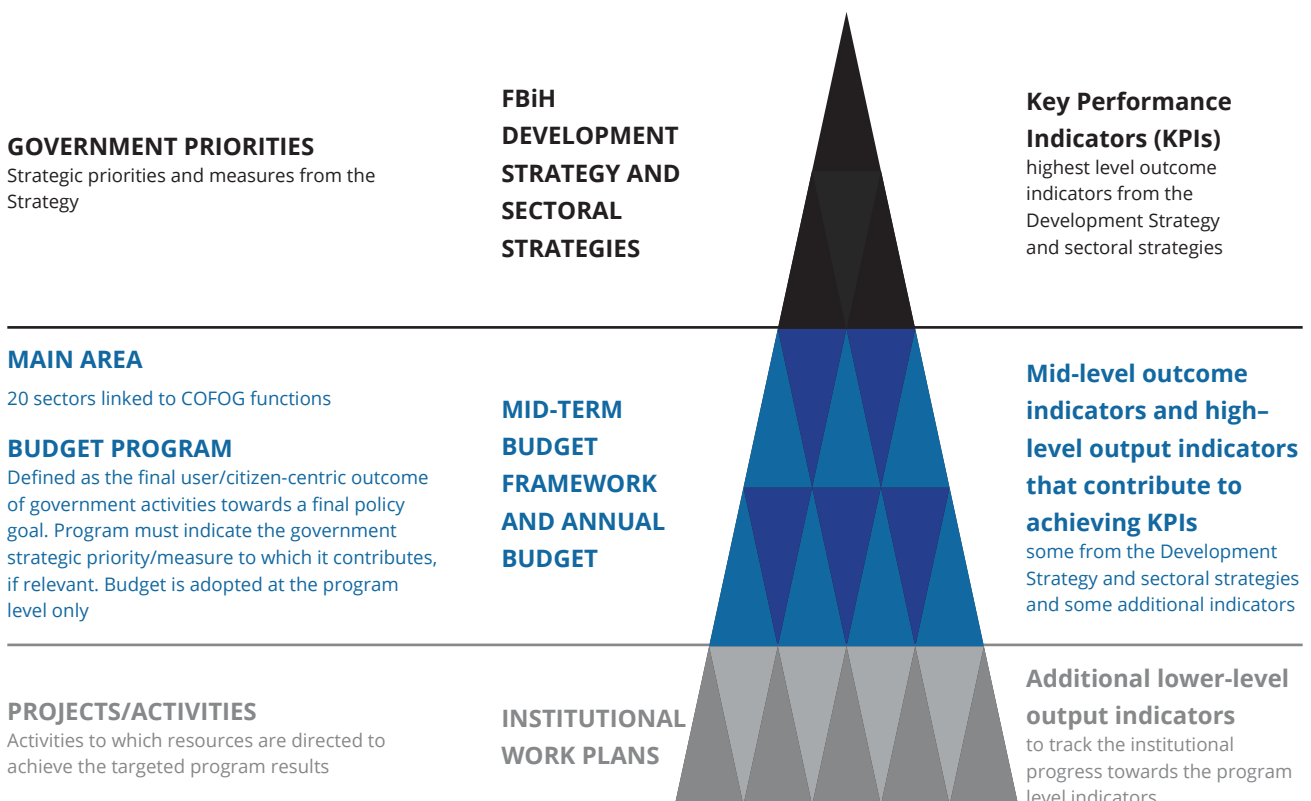 GOVERNMENT PRIORITIES
Strategic priorities and measures from the
Strategy
FBiH
DEVELOPMENT
STRATEGY AND
SECTORAL
STRATEGIES
Key Performance
Indicators (KPIs)
highest level outcome
indicators from the
Development Strategy
and sectoral strategies
MAIN AREA
20 sectors linked to COFOG functions
BUDGET PROGRAM
Defined as the final user/citizen-centric outcome
of government activities towards a final policy
goal. Program must indicate the government
strategic priority/measure to which it contributes,
if relevant. Budget is adopted at the program
level only
MID-TERM
BUDGET
FRAMEWORK
AND ANNUAL
BUDGET
Mid-level outcome
indicators and high–
level output indicators
that contribute to
achieving KPIs
some from the Development
Strategy and sectoral strategies
and some additional indicators
PROJECTS/ACTIVITIES
Activities to which resources are directed to
achieve the targeted program results
INSTITUTIONAL
WORK PLANS
Additional lower-level
output indicators
to track the institutional
progress towards the program
level indicators